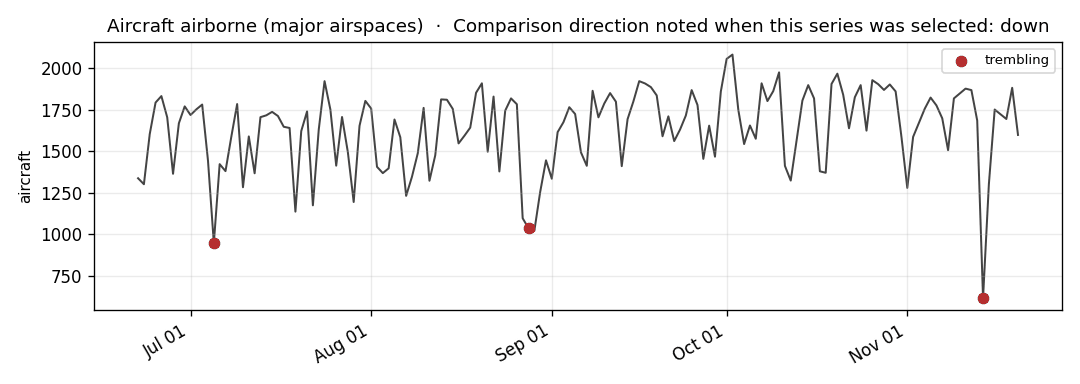 Aircraft airborne (major airspaces)  ·  Comparison direction noted when this series was selected: down
trembling
2000
1750
1500
1250
1000
750
aircraft
Jul 01
Aug 01
Sep 01
Oct 01
Nov 01